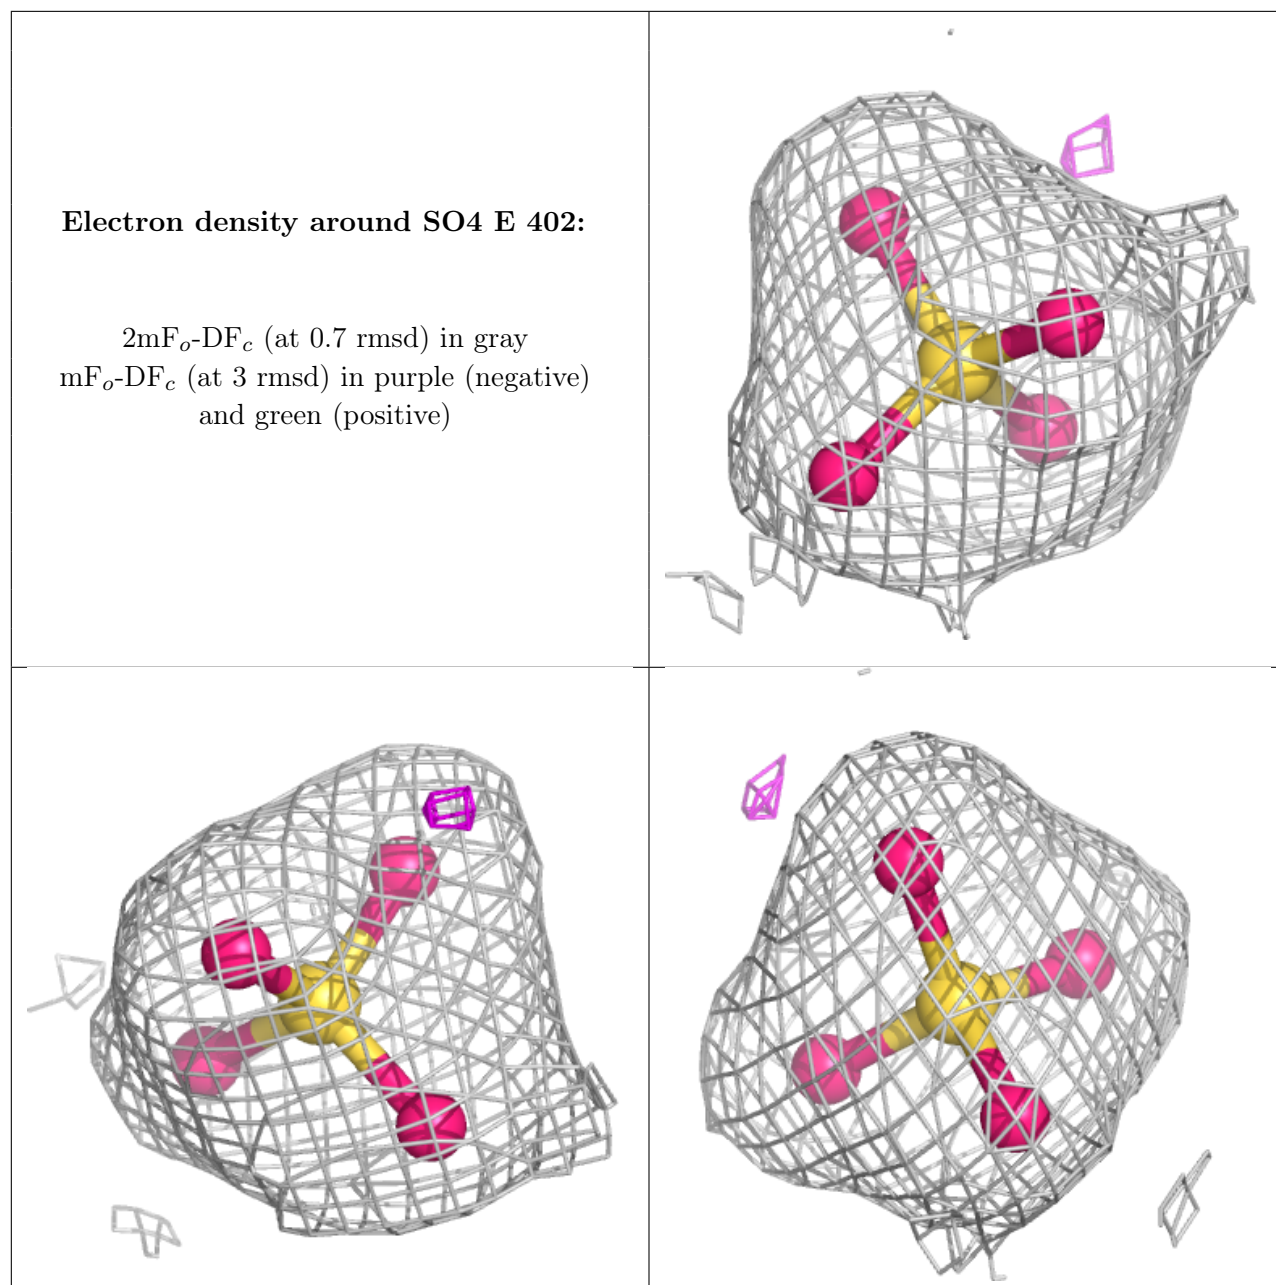 Electron density around SO4 E 402:
2mFo-DFc (at 0.7 rmsd) in gray
mFo-DFc (at 3 rmsd) in purple (negative)
and green (positive)